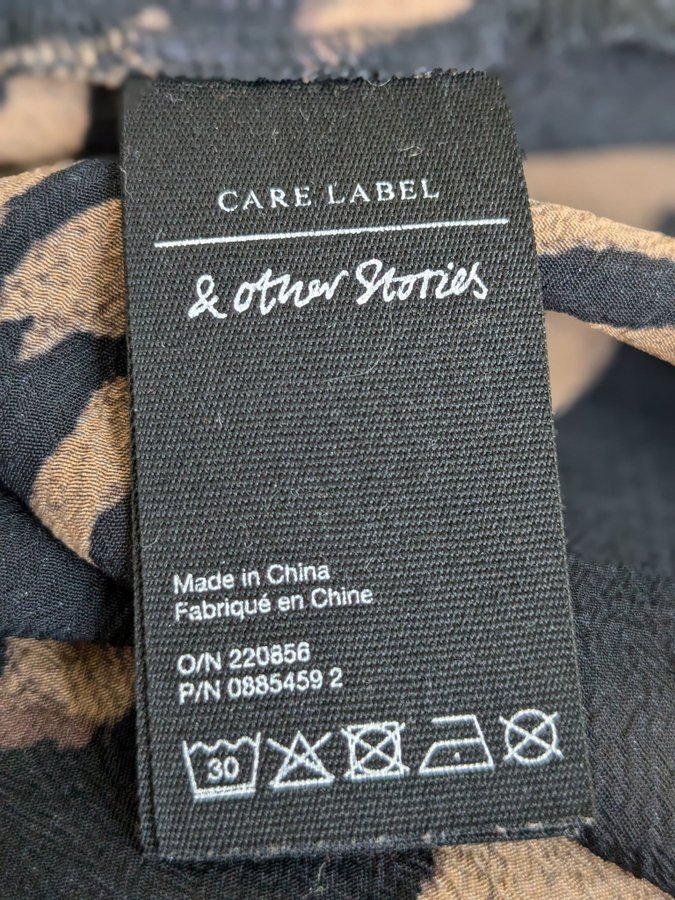 CARE LABEL
& other Stories
Made in China
Fabriqué en Chine
O/N 220856
P/N 0885459 2
30